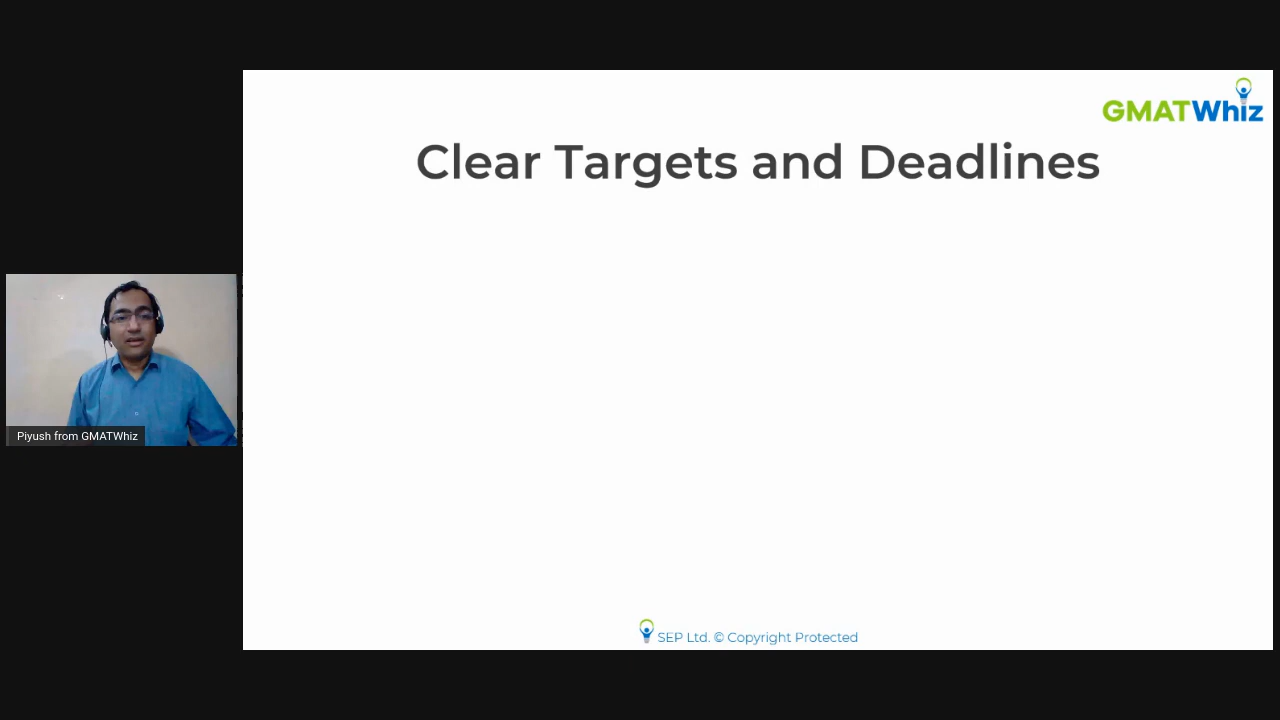 GMATWhiz
Clear Targets and Deadlines
Piyush from GMATWhiz
SEP Ltd. © Copyright Protected